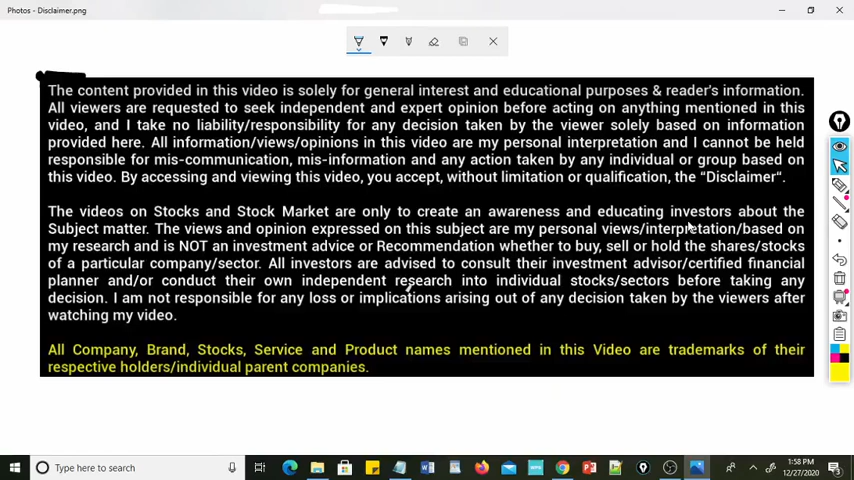 Photos - Disclaimer.png
The content provided in this video is solely for general interest and educational purposes & reader's information.
All viewers are requested to seek independent and expert opinion before acting on anything mentioned in this
video, and I take no liability/responsibility for any decision taken by the viewer solely based on information
provided here. All information/views/opinions in this video are my personal interpretation and I cannot be held
responsible for mis-communication, mis-information and any action taken by any individual or group based on
this video. By accessing and viewing this video, you accept, without limitation or qualification, the “Disclaimer“.
The videos on Stocks and Stock Market are only to create an awareness and educating investors about the
Subject matter. The views and opinion expressed on this subject are my personal views/interpretation/based on
my research and is NOT an investment advice or Recommendation whether to buy, sell or hold the shares/stocks
of a particular company/sector. All investors are advised to consult their investment advisor/certified financial
planner and/or conduct their own independent research into individual stocks/sectors before taking any
decision. I am not responsible for any loss or implications arising out of any decision taken by the viewers after
watching my video.
All Company, Brand, Stocks, Service and Product names mentioned in this Video are trademarks of their
respective holders/individual parent companies.
Type here to search
1:58 PM
12/27/2020